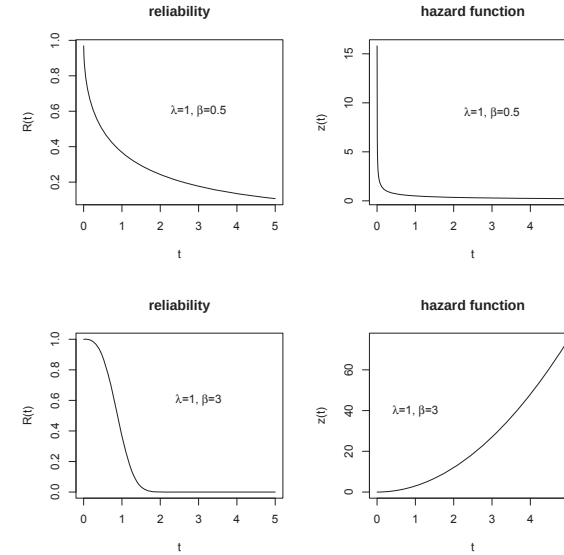 reliability
1.0
0.8
0.6
0.4
0.2
R(t)
λ=1, β=0.5
0 1 2 3 4 5
t
hazard function
15
10
5
0
z(t)
λ=1, β=0.5
0 1 2 3 4
t
reliability
1.0
0.8
0.6
0.4
0.2
0.0
R(t)
λ=1, β=3
0 1 2 3 4 5
t
hazard function
60
40
20
0
z(t)
λ=1, β=3
0 1 2 3 4
t